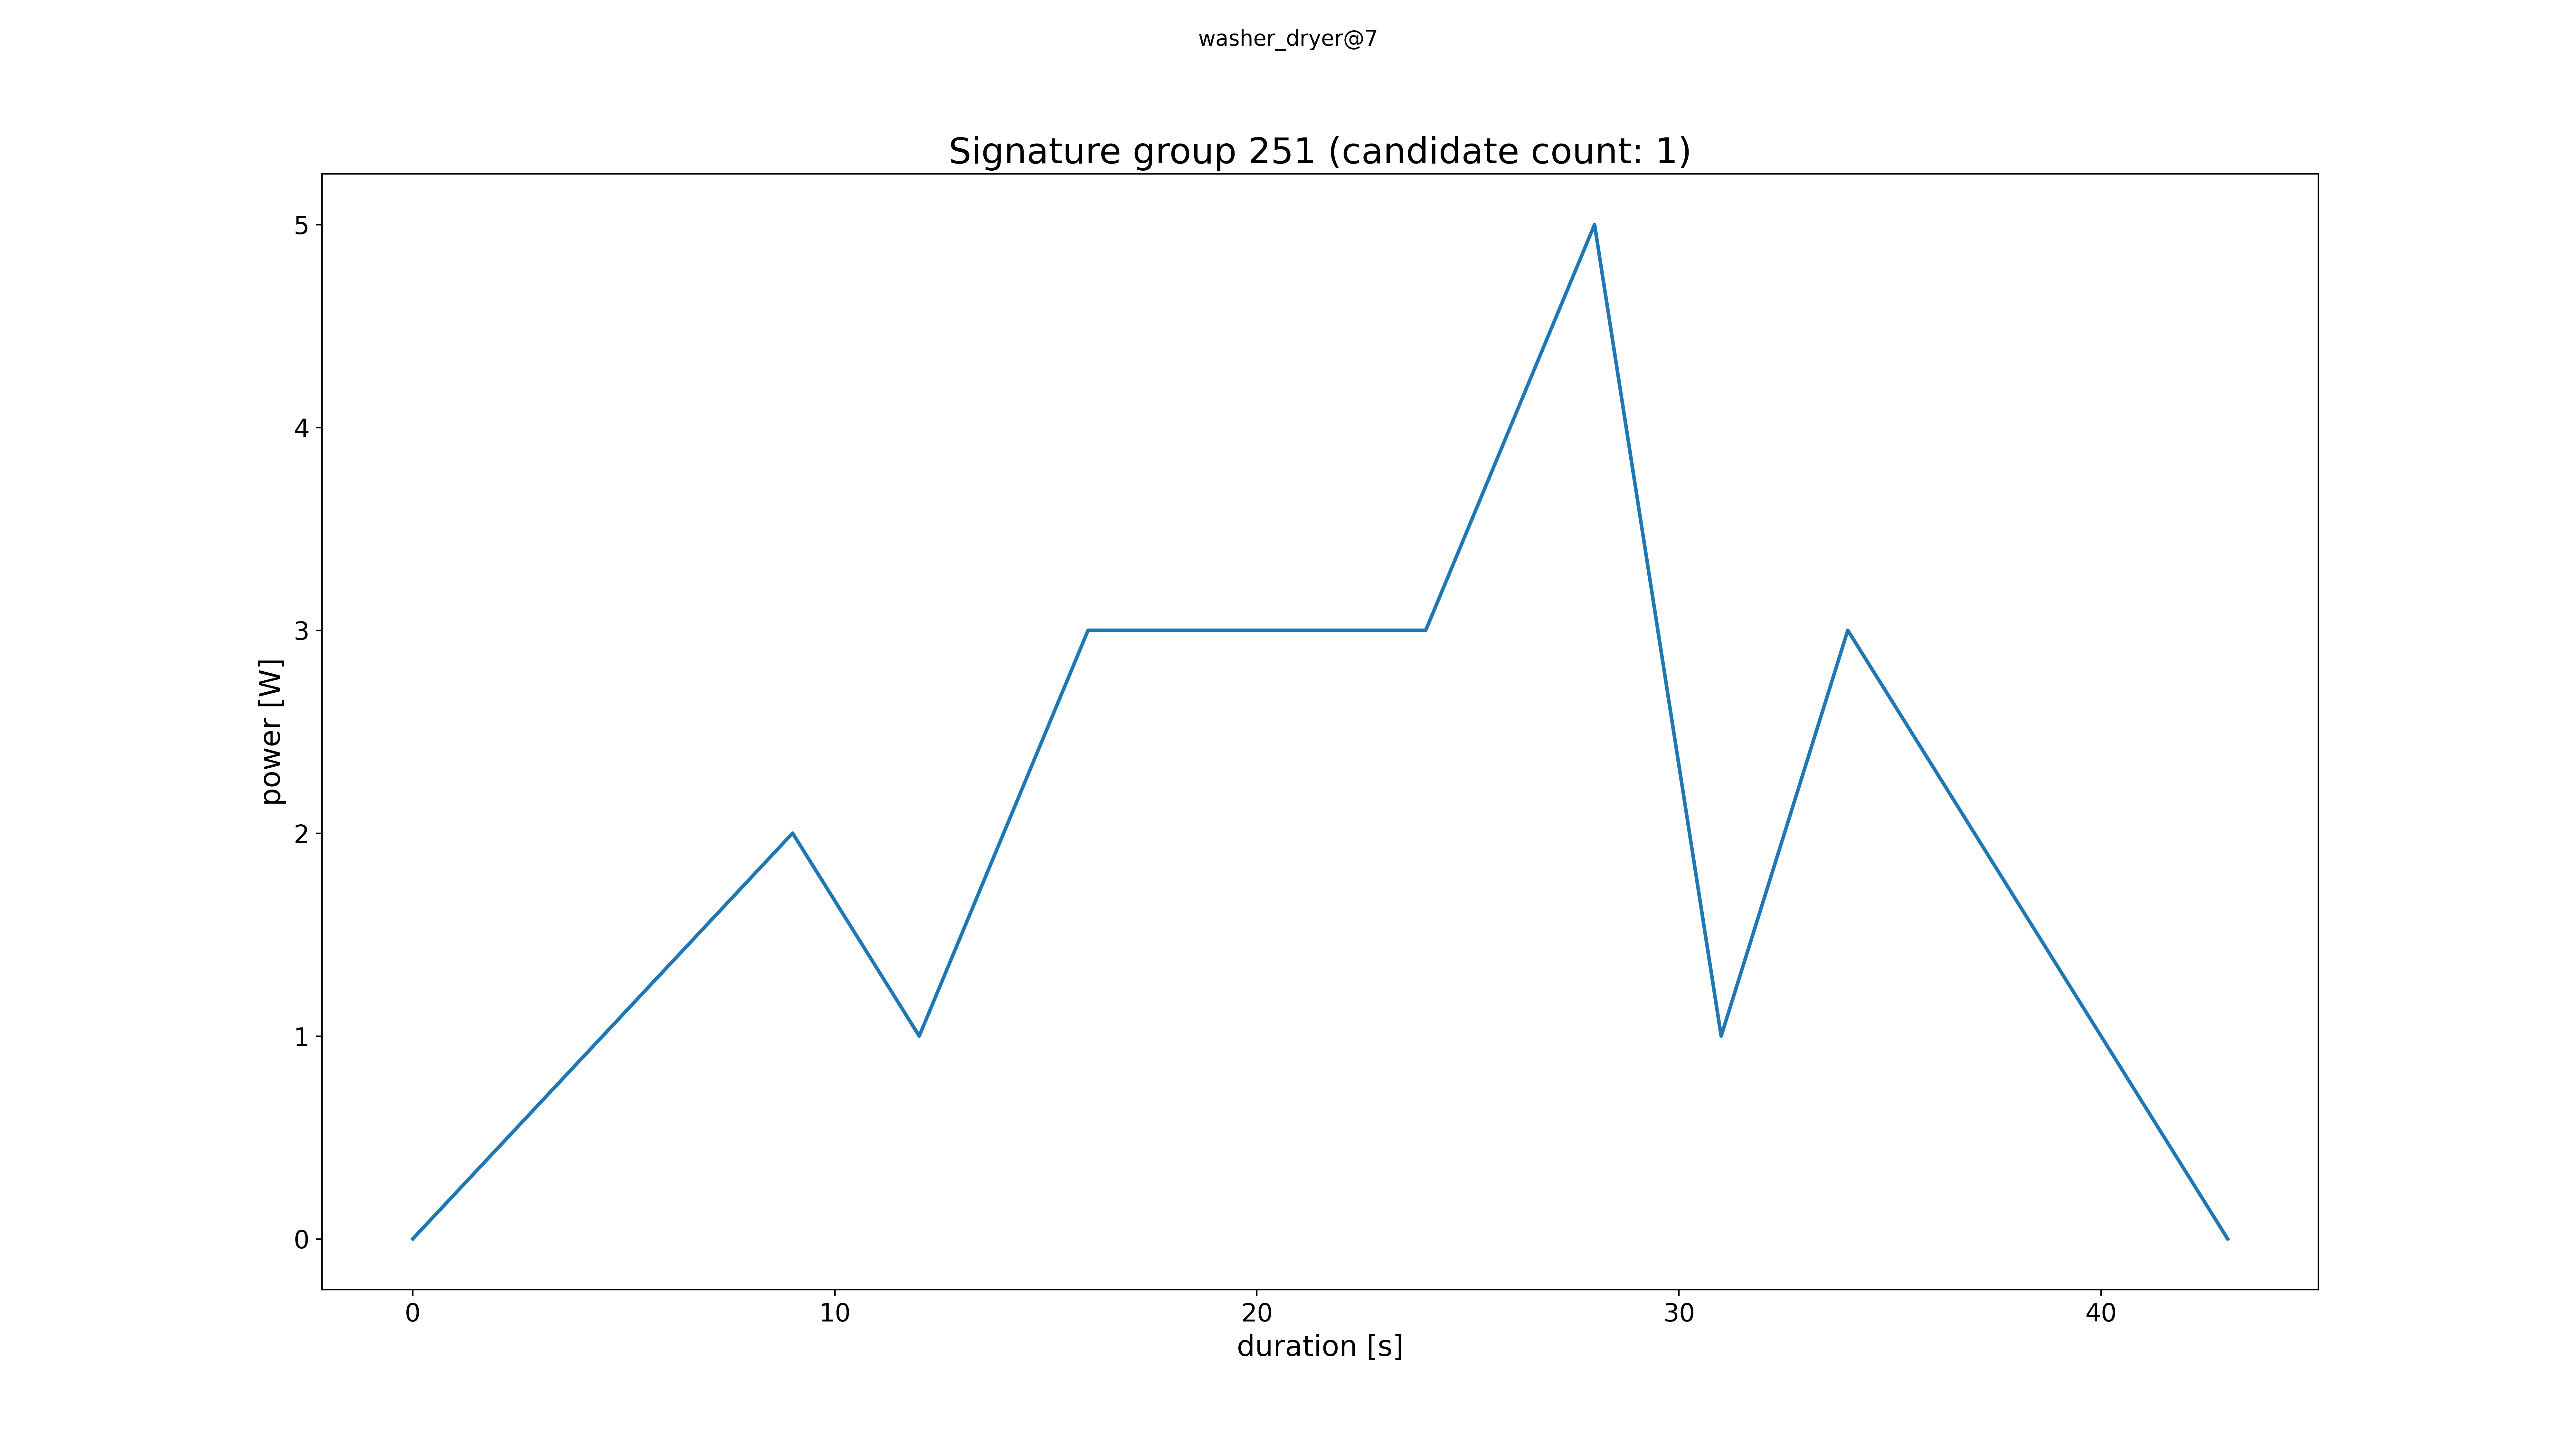 washer_dryer@7
Signature group 251 (candidate count: 1)
5
4
3
2
1
0
power [W]
0 10 20 30 40
duration [s]